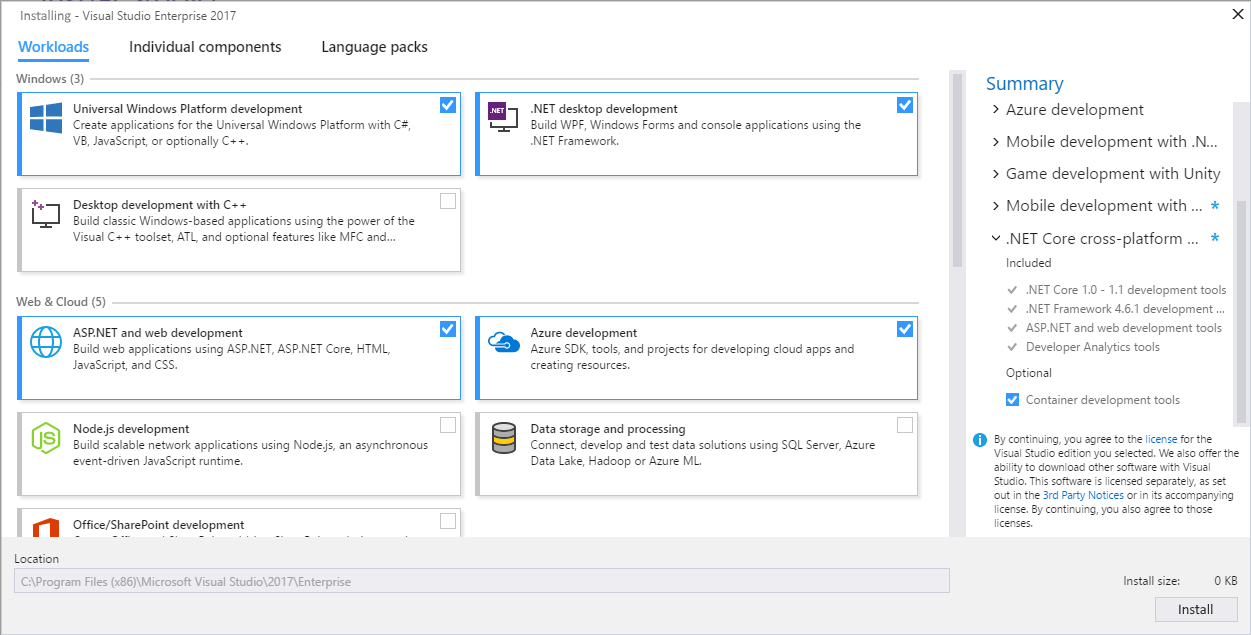 Installing - Visual Studio Enterprise 2017
Workloads
Individual components
Language packs
Windows (3)
Universal Windows Platform development
Create applications for the Universal Windows Platform with C#,
VB, JavaScript, or optionally C++.
.NET
.NET desktop development
Build WPF, Windows Forms and console applications using the
.NET Framework.
Desktop development with C++
Build classic Windows-based applications using the power of the
Visual C++ toolset, ATL, and optional features like MFC and...
Web & Cloud (5)
ASP.NET and web development
Build web applications using ASP.NET, ASP.NET Core, HTML,
JavaScript, and CSS.
Azure development
Azure SDK, tools, and projects for developing cloud apps and
creating resources.
JS
Node.js development
Build scalable network applications using Node.js, an asynchronous
event-driven JavaScript runtime.
Data storage and processing
Connect, develop and test data solutions using SQL Server, Azure
Data Lake, Hadoop or Azure ML.
Office/SharePoint development
Summary
Azure development
Mobile development with .N...
Game development with Unity
Mobile development with ... *
.NET Core cross-platform ... *
Included
.NET Core 1.0 - 1.1 development tools
.NET Framework 4.6.1 development ...
ASP.NET and web development tools
Developer Analytics tools
Optional
Container development tools
By continuing, you agree to the license for the
Visual Studio edition you selected. We also offer the
ability to download other software with Visual
Studio. This software is licensed separately, as set
out in the 3rd Party Notices or in its accompanying
license. By continuing, you also agree to those
licenses.
Location
C:\Program Files (x86)\Microsoft Visual Studio\2017\Enterprise
Install size: 0 KB
Install